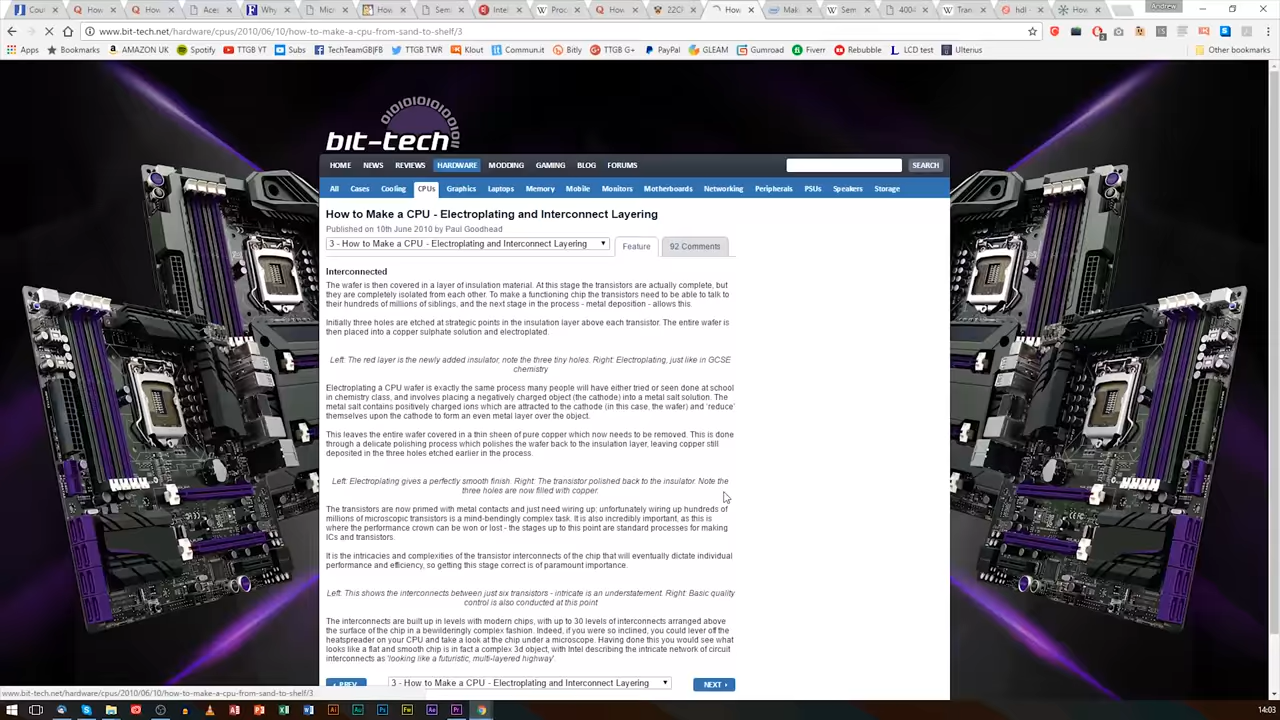 Juni
How
How
Aces
Why
Micr
How
Sem
Intel
Proc
How
22Ch
How
Make
Sem
4004
Tran
hdl
How
Andrew
www.bit-tech.net/hardware/cpus/2010/06/10/how-to-make-a-cpu-from-sand-to-shelf/3
Apps
Bookmarks
AMAZON UK
Spotify
TTGB YT
Subs
TechTeamGB|FB
TTGB TWR
Klout
Commun.it
Bitly
TTGB G+
PayPal
GLEAM
Gumroad
Fiverr
Rebubble
LCD test
Ulterius
Other bookmarks
bit-tech
HOME NEWS REVIEWS HARDWARE MODDING GAMING BLOG FORUMS SEARCH
All Cases Cooling CPUs Graphics Laptops Memory Mobile Monitors Motherboards Networking Peripherals PSUs Speakers Storage
How to Make a CPU - Electroplating and Interconnect Layering
Published on 10th June 2010 by Paul Goodhead
3 - How to Make a CPU - Electroplating and Interconnect Layering
Feature
92 Comments
Interconnected
The wafer is then covered in a layer of insulation material. At this stage the transistors are actually complete, but
they are completely isolated from each other. To make a functioning chip the transistors need to be able to talk to
their hundreds of millions of siblings, and the next stage in the process - metal deposition - allows this.
Initially three holes are etched at strategic points in the insulation layer above each transistor. The entire wafer is
then placed into a copper sulphate solution and electroplated.
Left: The red layer is the newly added insulator, note the three tiny holes. Right: Electroplating, just like in GCSE
chemistry
Electroplating a CPU wafer is exactly the same process many people will have either tried or seen done at school
in chemistry class, and involves placing a negatively charged object (the cathode) into a metal salt solution. The
metal salt contains positively charged ions which are attracted to the cathode (in this case, the wafer) and 'reduce'
themselves upon the cathode to form an even metal layer over the object.
This leaves the entire wafer covered in a thin sheen of pure copper which now needs to be removed. This is done
through a delicate polishing process which polishes the wafer back to the insulation layer, leaving copper still
deposited in the three holes etched earlier in the process.
Left: Electroplating gives a perfectly smooth finish. Right: The transistor polished back to the insulator. Note the
three holes are now filled with copper.
The transistors are now primed with metal contacts and just need wiring up: unfortunately wiring up hundreds of
millions of microscopic transistors is a mind-bendingly complex task. It is also incredibly important, as this is
where the performance crown can be won or lost - the stages up to this point are standard processes for making
ICs and transistors.
It is the intricacies and complexities of the transistor interconnects of the chip that will eventually dictate individual
performance and efficiency, so getting this stage correct is of paramount importance.
Left: This shows the interconnects between just six transistors - intricate is an understatement. Right: Basic quality
control is also conducted at this point
The interconnects are built up in levels with modern chips, with up to 30 levels of interconnects arranged above
the surface of the chip in a bewilderingly complex fashion. Indeed, if you were so inclined, you could lever off the
heatspreader on your CPU and take a look at the chip under a microscope. Having done this you would see what
looks like a flat and smooth chip is in fact a complex 3d object, with Intel describing the intricate network of circuit
interconnects as 'looking like a futuristic, multi-layered highway'.
‹ PREV
3 - How to Make a CPU - Electroplating and Interconnect Layering
NEXT ›
www.bit-tech.net/hardware/cpus/2010/06/10/how-to-make-a-cpu-from-sand-to-shelf/3
14:03